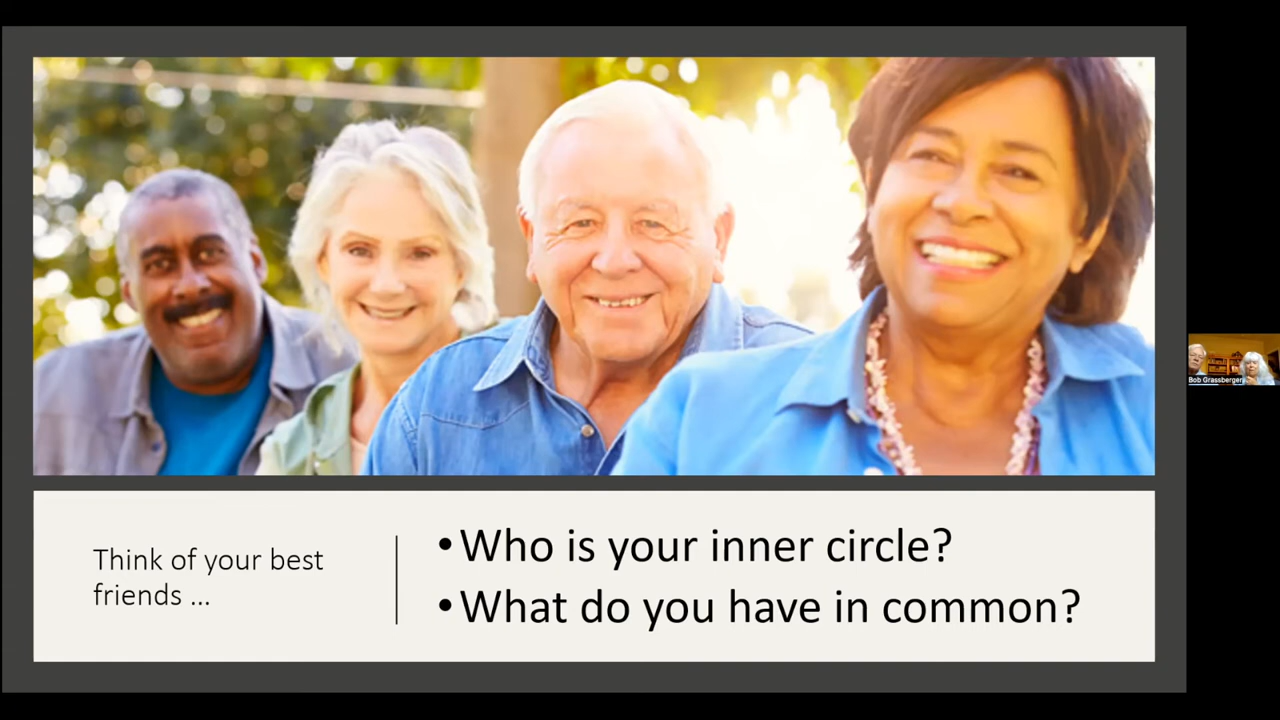 Bob Grassberger
Think of your best
friends ...
•Who is your inner circle?
•What do you have in common?